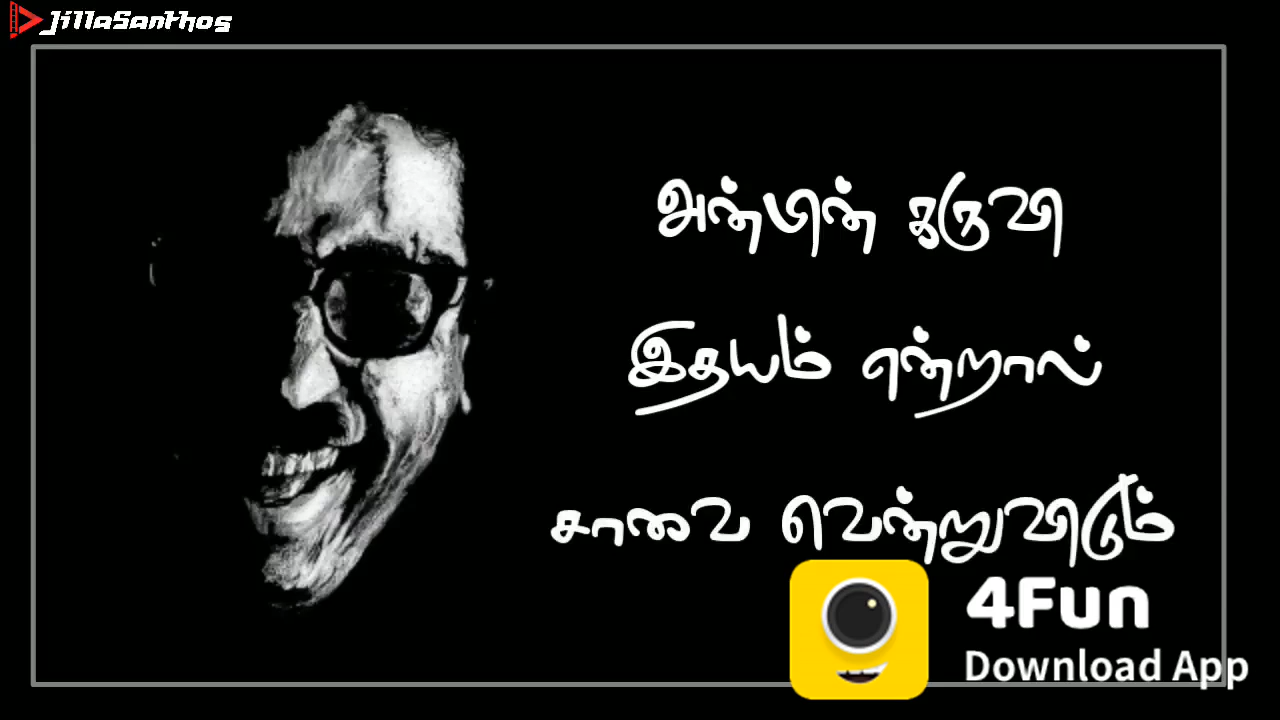 JillaSanthos
அன்பின் கருவி
இதயம் என்றால்
சாவை வென்றுவிடும்
4Fun
Download App